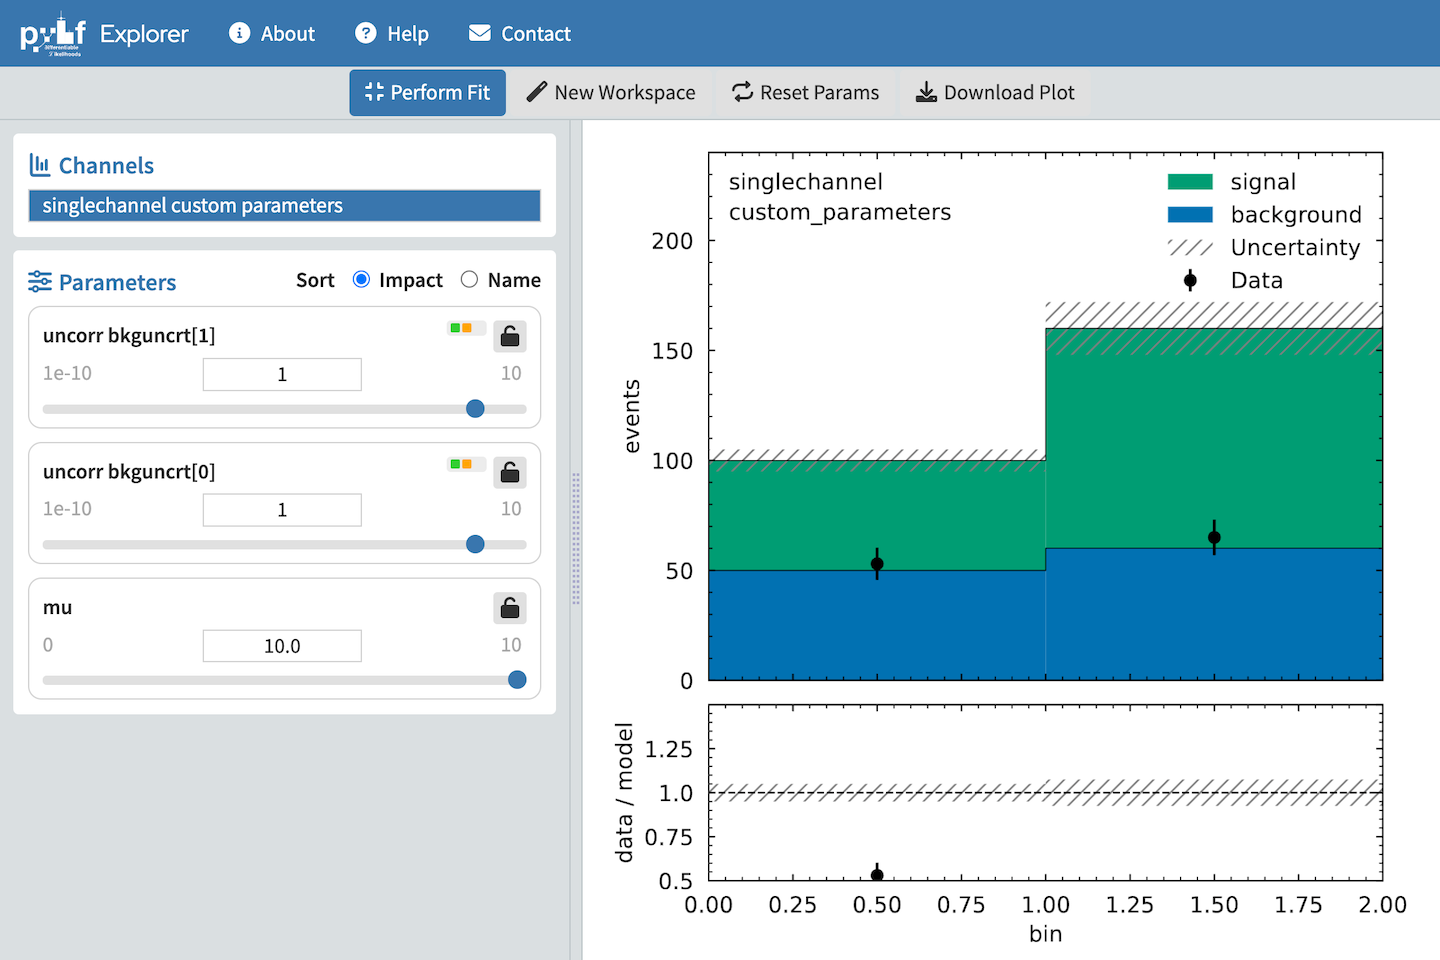 pyhf Explorer About Help Contact
differentiable
likelihoods
Perform Fit New Workspace Reset Params Download Plot
Channels
singlechannel custom parameters
Parameters Sort Impact Name
uncorr bkguncrt[1]
1e-10 1 10
uncorr bkguncrt[0]
1e-10 1 10
mu
0 10.0 10
singlechannel
custom_parameters
signal
background
Uncertainty
Data
events
200
150
100
50
0
data / model
1.25
1.0
0.75
0.5
0.00 0.25 0.50 0.75 1.00 1.25 1.50 1.75 2.00
bin